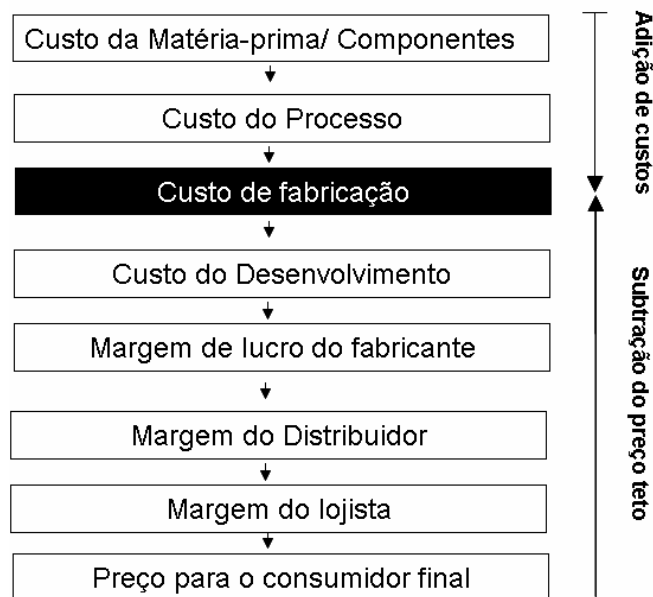 Custo da Matéria-prima/ Componentes
Custo do Processo
Custo de fabricação
Custo do Desenvolvimento
Margem de lucro do fabricante
Margem do Distribuidor
Margem do lojista
Preço para o consumidor final
Adição de custos
Subtração do preço teto